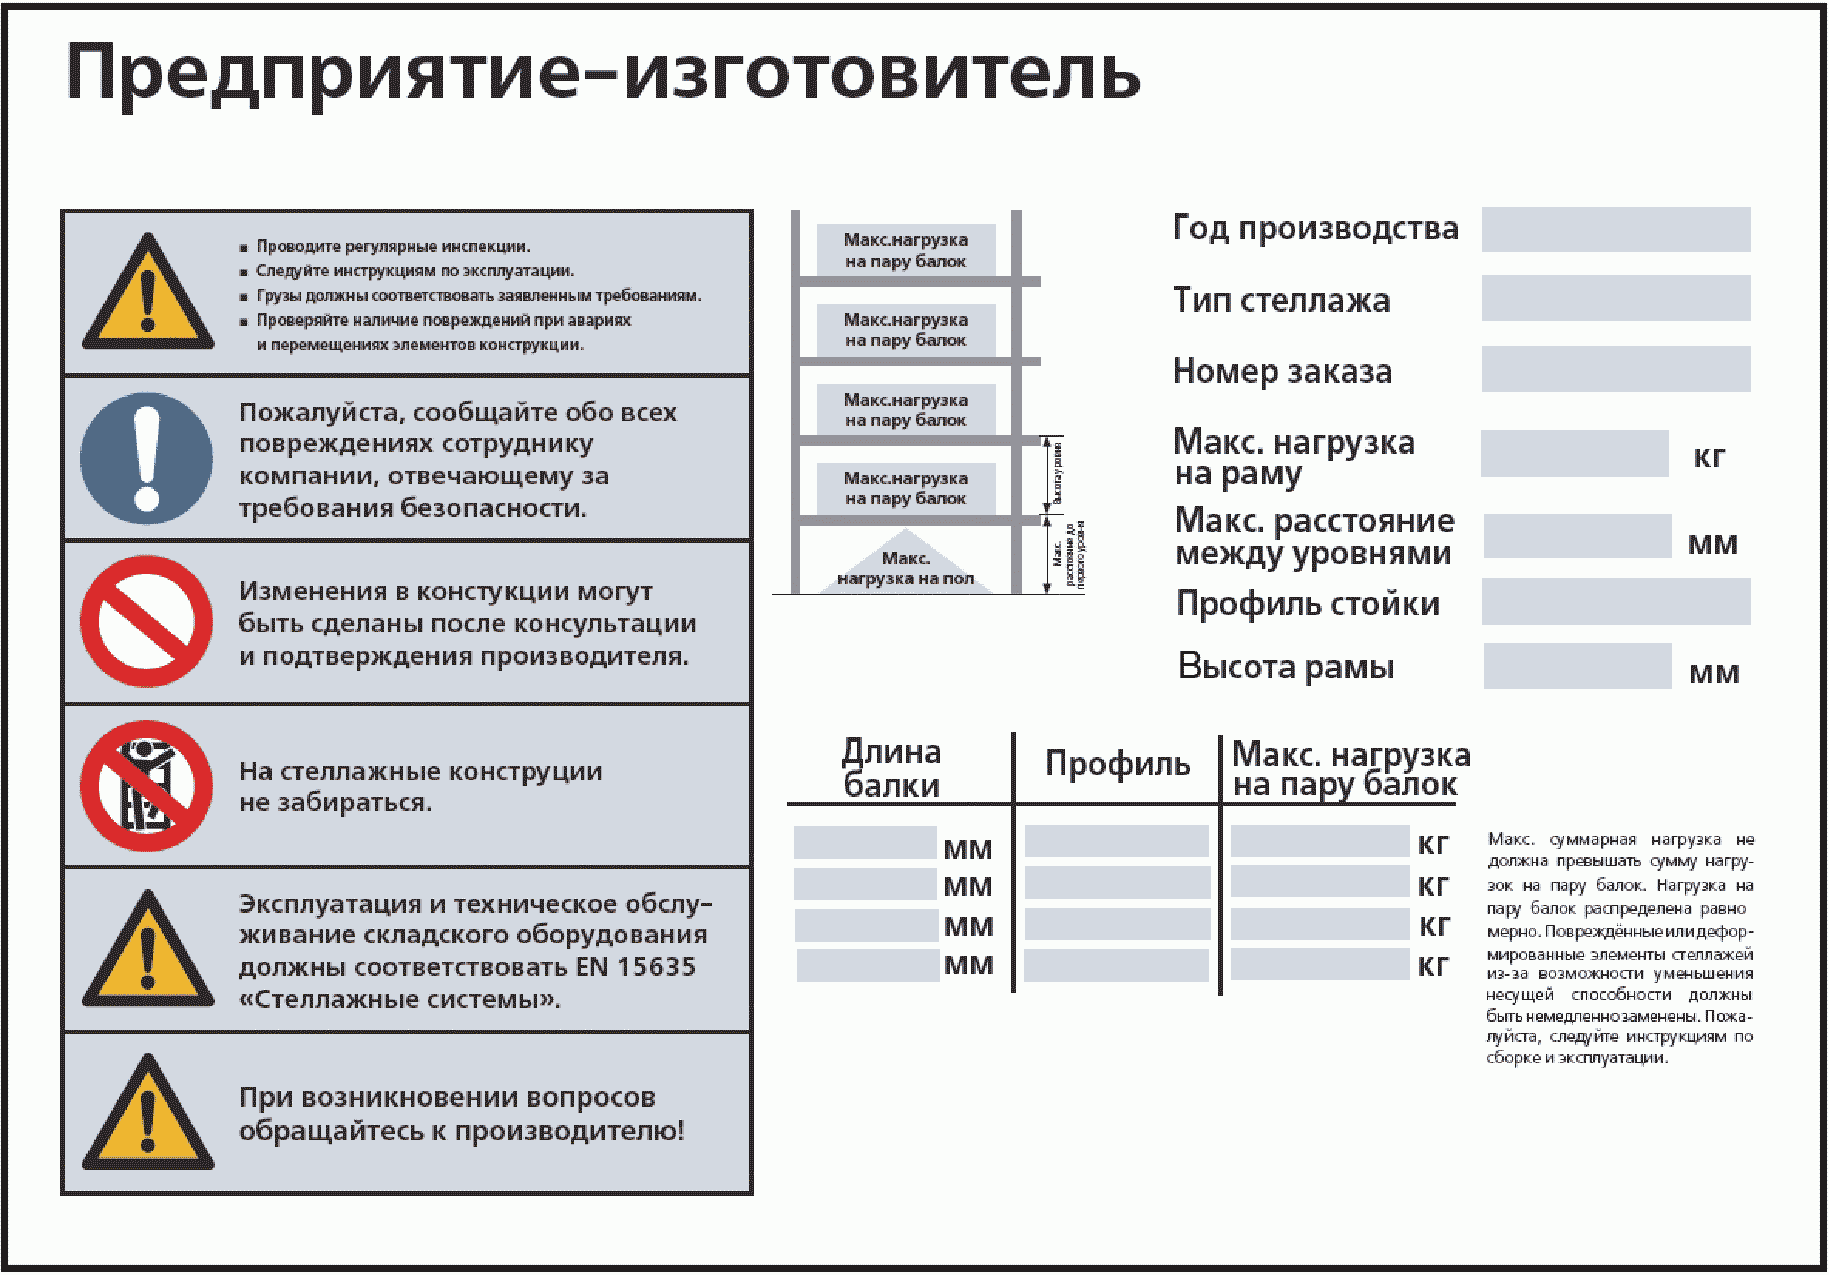 Предприятие–изготовитель
▪ Проводите регулярные инспекции.
▪ Следуйте инструкциям по эксплуатации.
▪ Грузы должны соответствовать заявленным требованиям.
▪ Проверяйте наличие повреждений при авариях
и перемещениях элементов конструкции.
Пожалуйста, сообщайте обо всех
повреждениях сотруднику
компании, отвечающему за
требования безопасности.
Изменения в констукции могут
быть сделаны после консультации
и подтверждения производителя.
На стеллажные конструции
не забираться.
Эксплуатация и техническое обслу–
живание складского оборудования
должны соответствовать EN 15635
«Стеллажные системы».
При возникновении вопросов
обращайтесь к производителю!
Макс.нагрузка
на пару балок
Макс.нагрузка
на пару балок
Макс.нагрузка
на пару балок
Макс.нагрузка
на пару балок
Макс.
нагрузка на пол
Высота уровня
Макс.
расстояние до
первого уровня
Год производства
Тип стеллажа
Номер заказа
Макс. нагрузка
на раму
кг
Макс. расстояние
между уровнями
мм
Профиль стойки
Высота рамы
мм
Длина
балки
Профиль
Макс. нагрузка
на пару балок
мм
кг
мм
кг
мм
кг
мм
кг
Макс. суммарная нагрузка не
должна превышать сумму нагру-
зок на пару балок. Нагрузка на
пару балок распределена равно
мерно. Повреждённые или дефор-
мированные элементы стеллажей
из-за возможности уменьшения
несущей способности должны
быть немедленно заменены. Пожа-
луйста, следуйте инструкциям по
сборке и эксплуатации.